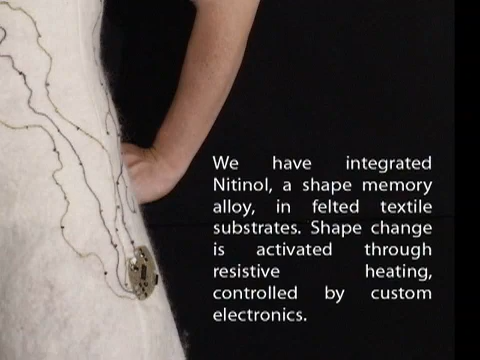 We have integrated
Nitinol, a shape memory
alloy, in felted textile
substrates. Shape change
is activated through
resistive heating,
controlled by custom
electronics.